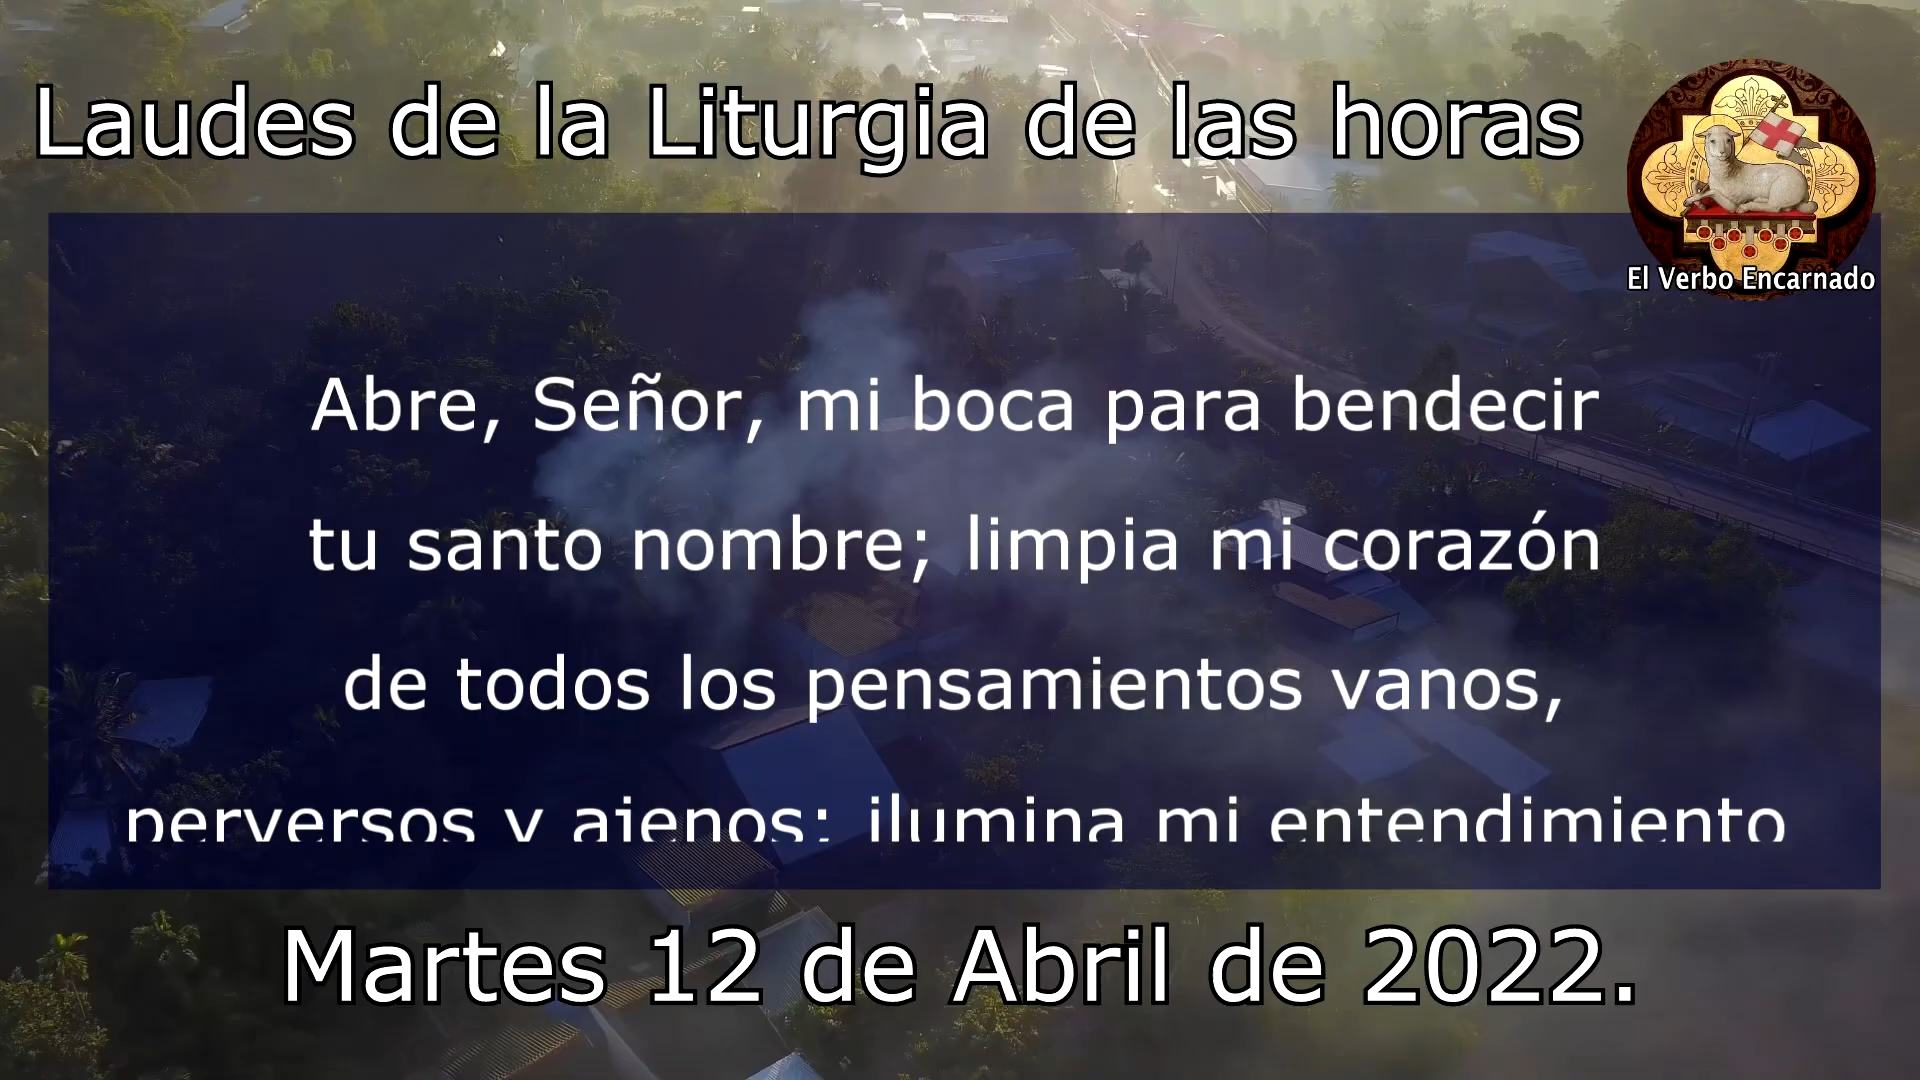 Laudes de la Liturgia de las horas
El Verbo Encarnado
Abre, Señor, mi boca para bendecir
tu santo nombre; limpia mi corazón
de todos los pensamientos vanos,
perversos y ajenos; ilumina mi entendimiento
Martes 12 de Abril de 2022.